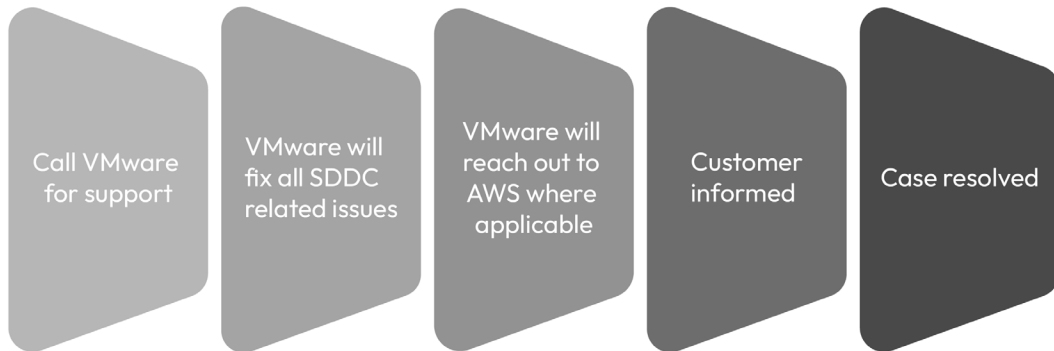 Call VMware
for support
VMware will
fix all SDDC
related issues
VMware will
reach out to
AWS where
applicable
Customer
informed
Case resolved